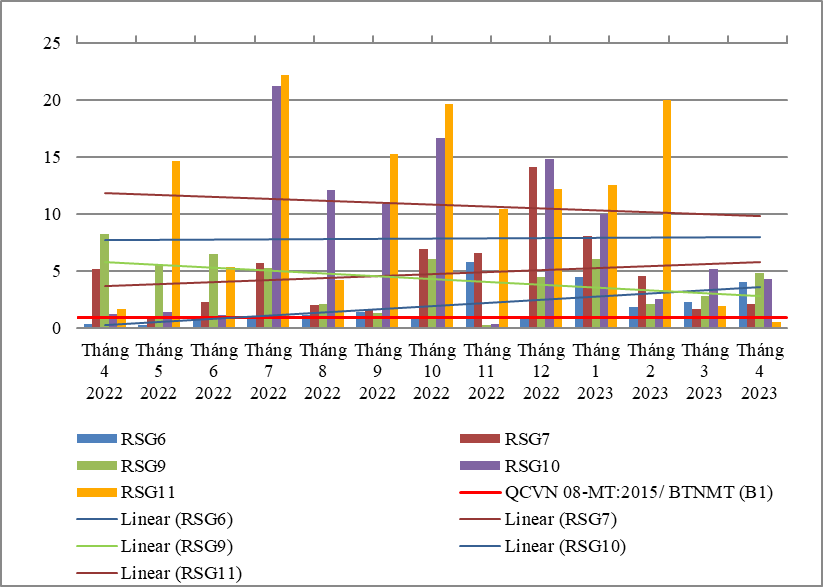 25
20
15
10
5
0
Tháng Tháng Tháng Tháng Tháng Tháng Tháng Tháng Tháng Tháng Tháng Tháng Tháng
4 5 6 7 8 9 10 11 12 1 2 3 4
2022 2022 2022 2022 2022 2022 2022 2022 2022 2023 2023 2023 2023
RSG6 RSG7
RSG9 RSG10
RSG11 QCVN 08-MT:2015/ BTNMT (B1)
Linear (RSG6) Linear (RSG7)
Linear (RSG9) Linear (RSG10)
Linear (RSG11)